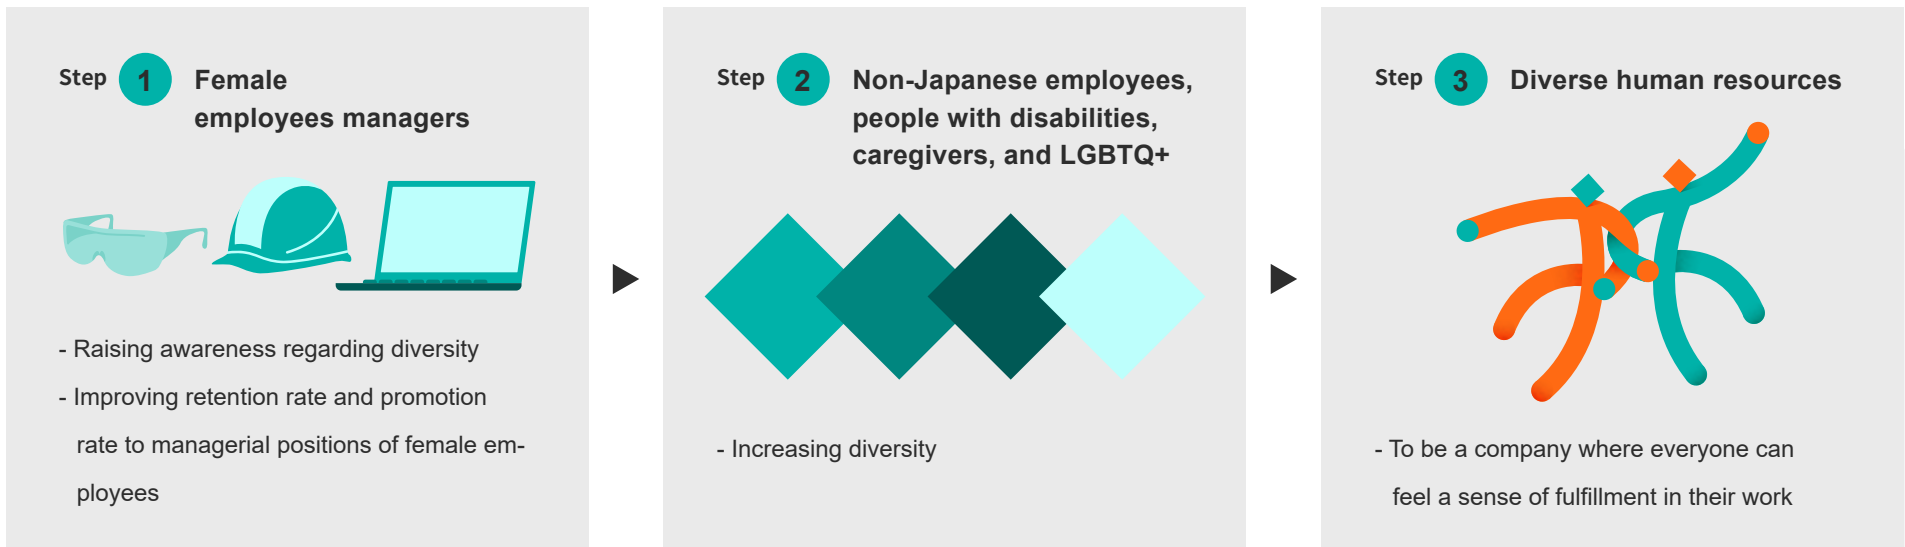 Step 1 Female
employees managers
- Raising awareness regarding diversity
- Improving retention rate and promotion
rate to managerial positions of female em-
ployees
Step 2 Non-Japanese employees,
people with disabilities,
caregivers, and LGBTQ+
- Increasing diversity
Step 3 Diverse human resources
- To be a company where everyone can
feel a sense of fulfillment in their work